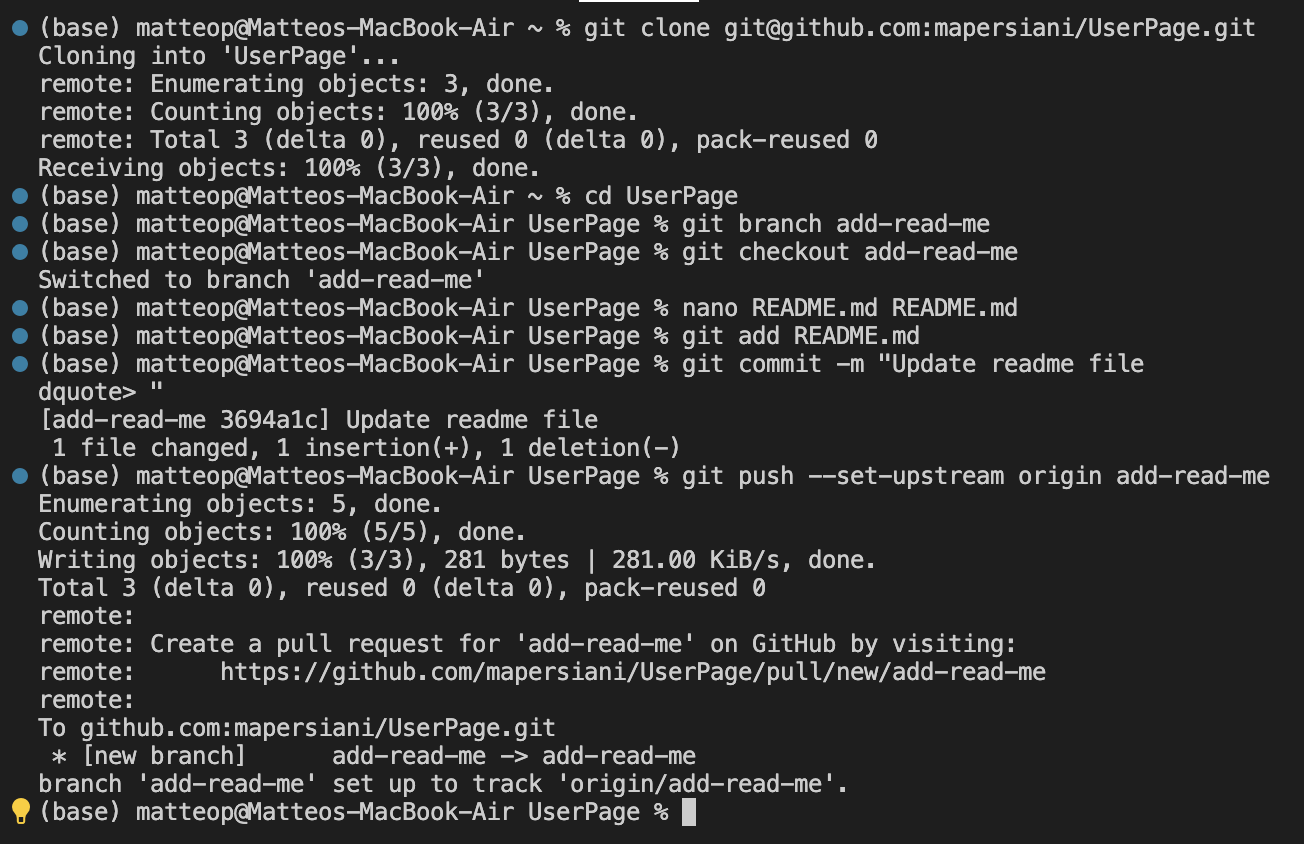 (base) matteop@Matteos-MacBook-Air ~ % git clone git@github.com:mapersiani/UserPage.git
Cloning into 'UserPage'...
remote: Enumerating objects: 3, done.
remote: Counting objects: 100% (3/3), done.
remote: Total 3 (delta 0), reused 0 (delta 0), pack-reused 0
Receiving objects: 100% (3/3), done.
(base) matteop@Matteos-MacBook-Air ~ % cd UserPage
(base) matteop@Matteos-MacBook-Air UserPage % git branch add-read-me
(base) matteop@Matteos-MacBook-Air UserPage % git checkout add-read-me
Switched to branch 'add-read-me'
(base) matteop@Matteos-MacBook-Air UserPage % nano README.md README.md
(base) matteop@Matteos-MacBook-Air UserPage % git add README.md
(base) matteop@Matteos-MacBook-Air UserPage % git commit -m "Update readme file
dquote> "
[add-read-me 3694a1c] Update readme file
 1 file changed, 1 insertion(+), 1 deletion(-)
(base) matteop@Matteos-MacBook-Air UserPage % git push --set-upstream origin add-read-me
Enumerating objects: 5, done.
Counting objects: 100% (5/5), done.
Writing objects: 100% (3/3), 281 bytes | 281.00 KiB/s, done.
Total 3 (delta 0), reused 0 (delta 0), pack-reused 0
remote:
remote: Create a pull request for 'add-read-me' on GitHub by visiting:
remote:      https://github.com/mapersiani/UserPage/pull/new/add-read-me
remote:
To github.com:mapersiani/UserPage.git
 * [new branch]      add-read-me -> add-read-me
branch 'add-read-me' set up to track 'origin/add-read-me'.
(base) matteop@Matteos-MacBook-Air UserPage %